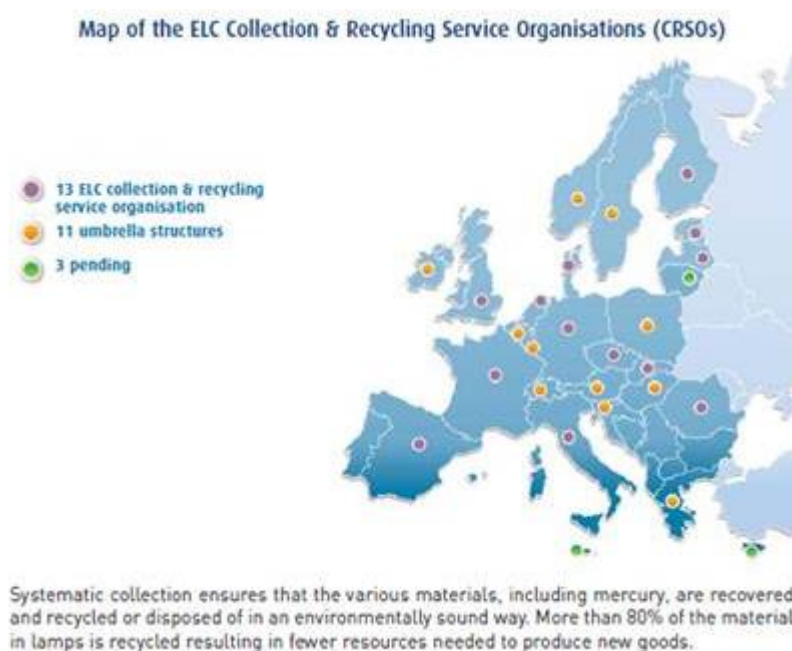 Map of the ELC Collection & Recycling Service Organisations (CRSOs)
13 ELC collection & recycling
service organisation
11 umbrella structures
3 pending
Systematic collection ensures that the various materials, including mercury, are recovered
and recycled or disposed of in an environmentally sound way. More than 80% of the material
in lamps is recycled resulting in fewer resources needed to produce new goods.